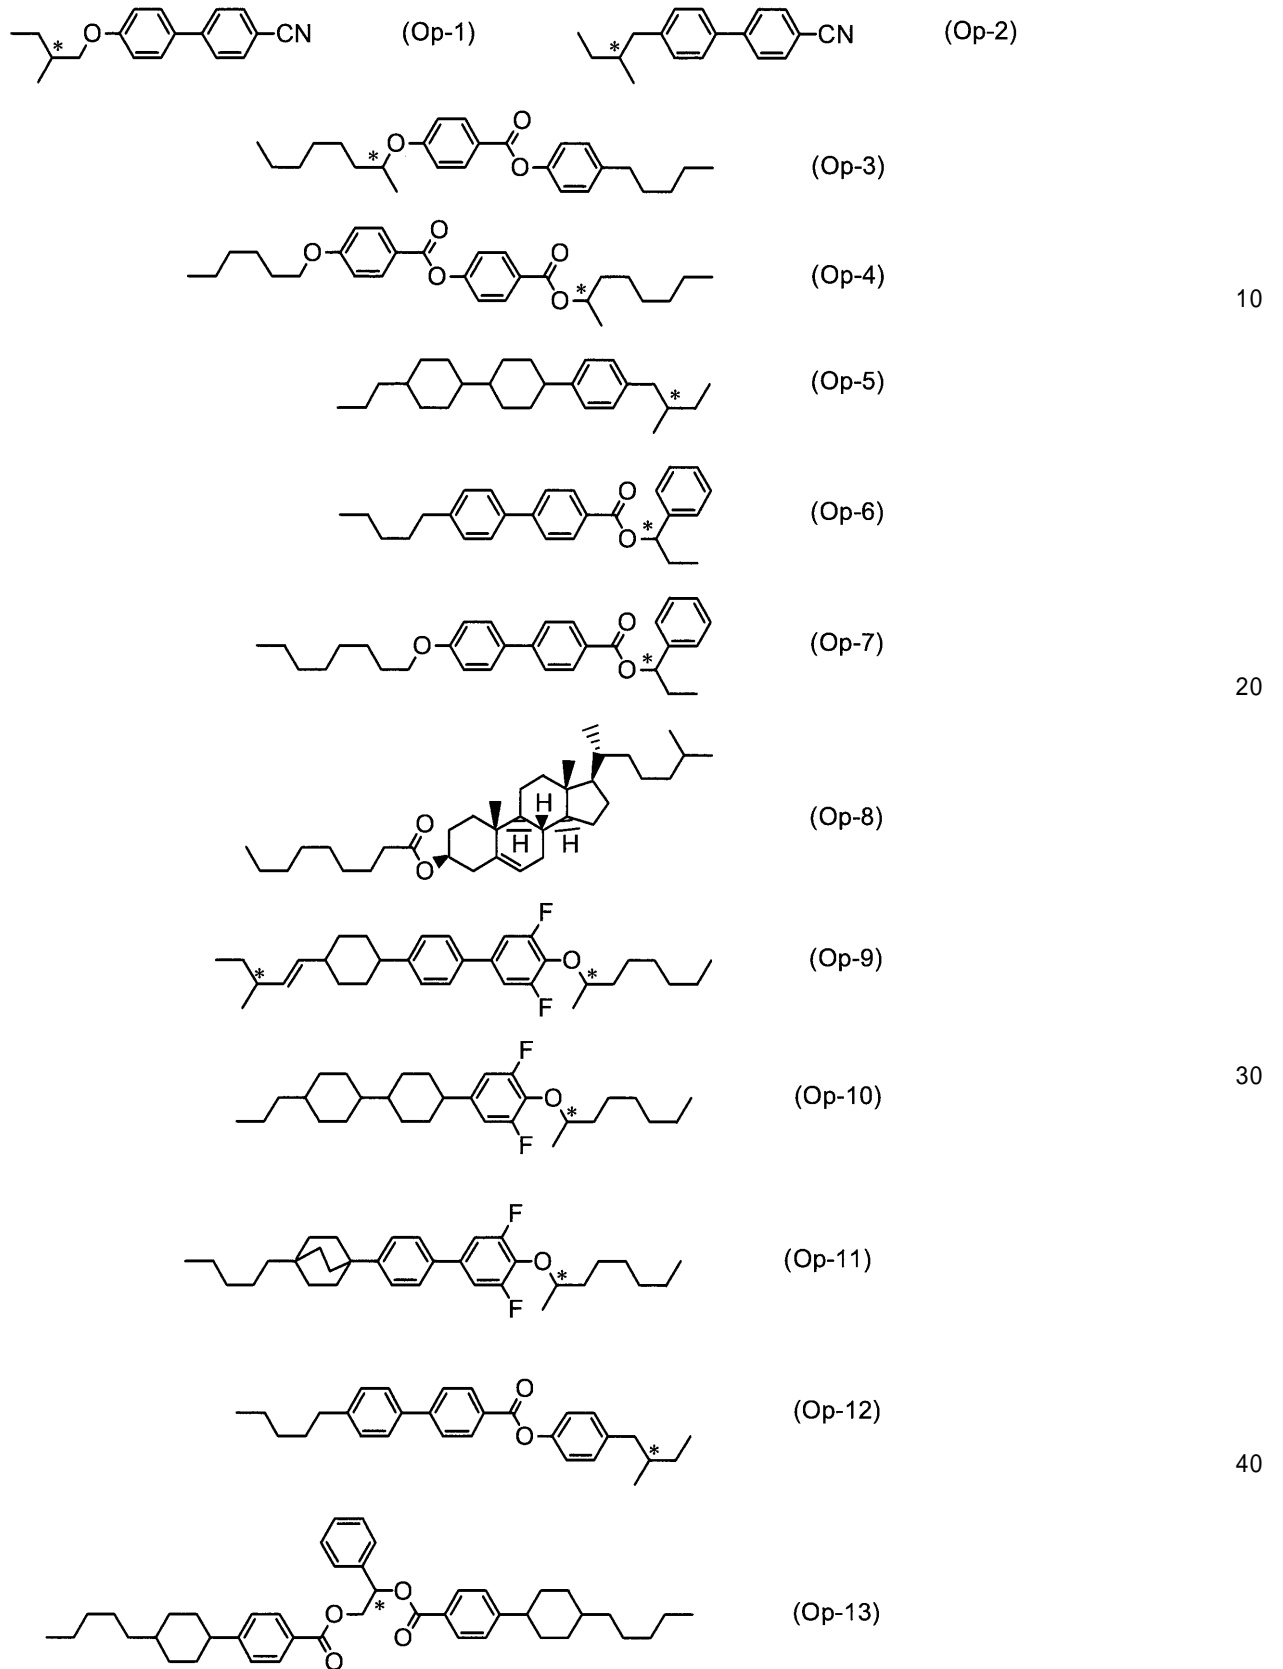 O * CN (Op-1) * CN (Op-2)
O * O O (Op-3)
O O O O O * (Op-4)
10
* (Op-5)
O O * (Op-6)
O O O * (Op-7)
20
O O H H H (Op-8)
* F F O * (Op-9)
F F O * (Op-10)
30
F F O * (Op-11)
O O * (Op-12)
40
O O * O O (Op-13)